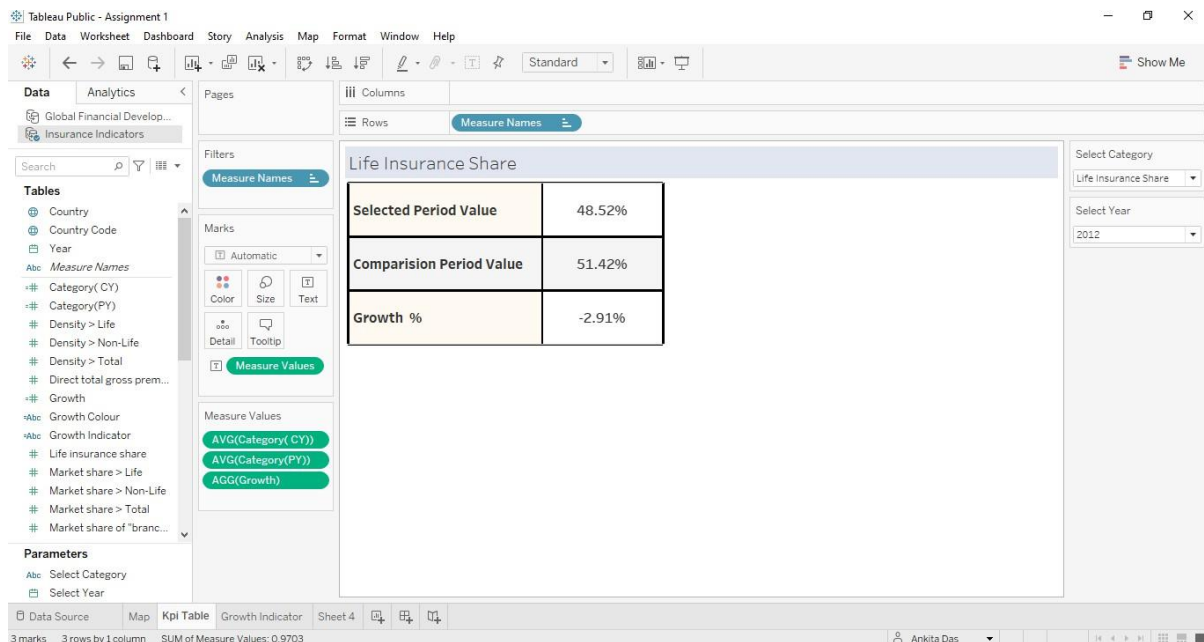 Tableau Public - Assignment 1
File Data Worksheet Dashboard Story Analysis Map Format Window Help
Standard
Show Me
Data Analytics
Global Financial Develop...
Insurance Indicators
Search
Tables
Country
Country Code
Year
Abc Measure Names
Category( CY)
Category(PY)
Density > Life
Density > Non-Life
Density > Total
Direct total gross prem...
Growth
=Abc Growth Colour
=Abc Growth Indicator
Life insurance share
Market share > Life
Market share > Non-Life
Market share > Total
Market share of "branc...
Parameters
Abc Select Category
Select Year
Pages
Filters
Measure Names
Marks
Automatic
Color Size Text
Detail Tooltip
Measure Values
Measure Values
AVG(Category( CY))
AVG(Category(PY))
AGG(Growth)
Columns
Rows Measure Names
Life Insurance Share
Selected Period Value 48.52%
Comparision Period Value 51.42%
Growth % -2.91%
Select Category
Life Insurance Share
Select Year
2012
Data Source Map Kpi Table Growth Indicator Sheet 4
3 marks 3 rows by 1 column SUM of Measure Values: 0.9703
Ankita Das